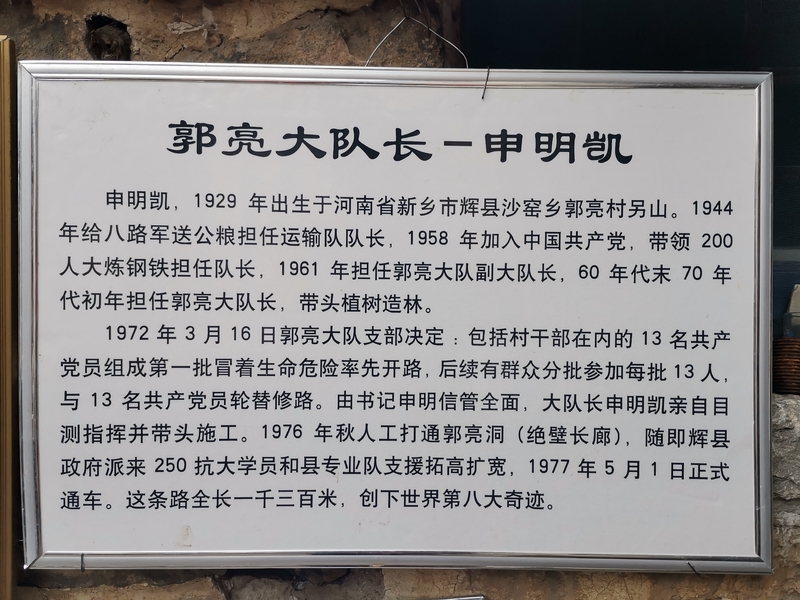 郭亮大队长－申明凯
申明凯，1929 年出生于河南省新乡市辉县沙窑乡郭亮村另山。1944
年给八路军送公粮担任运输队队长，1958 年加入中国共产党，带领 200
人大炼钢铁担任队长，1961 年担任郭亮大队副大队长，60 年代末 70 年
代初年担任郭亮大队长，带头植树造林。
1972 年 3 月 16 日郭亮大队支部决定：包括村干部在内的 13 名共产
党员组成第一批冒着生命危险率先开路，后续有群众分批参加每批 13 人，
与 13 名共产党员轮替修路。由书记申明信管全面，大队长申明凯亲自目
测指挥并带头施工。1976 年秋人工打通郭亮洞（绝壁长廊），随即辉县
政府派来 250 抗大学员和县专业队支援拓高扩宽，1977 年 5 月 1 日正式
通车。这条路全长一千三百米，创下世界第八大奇迹。